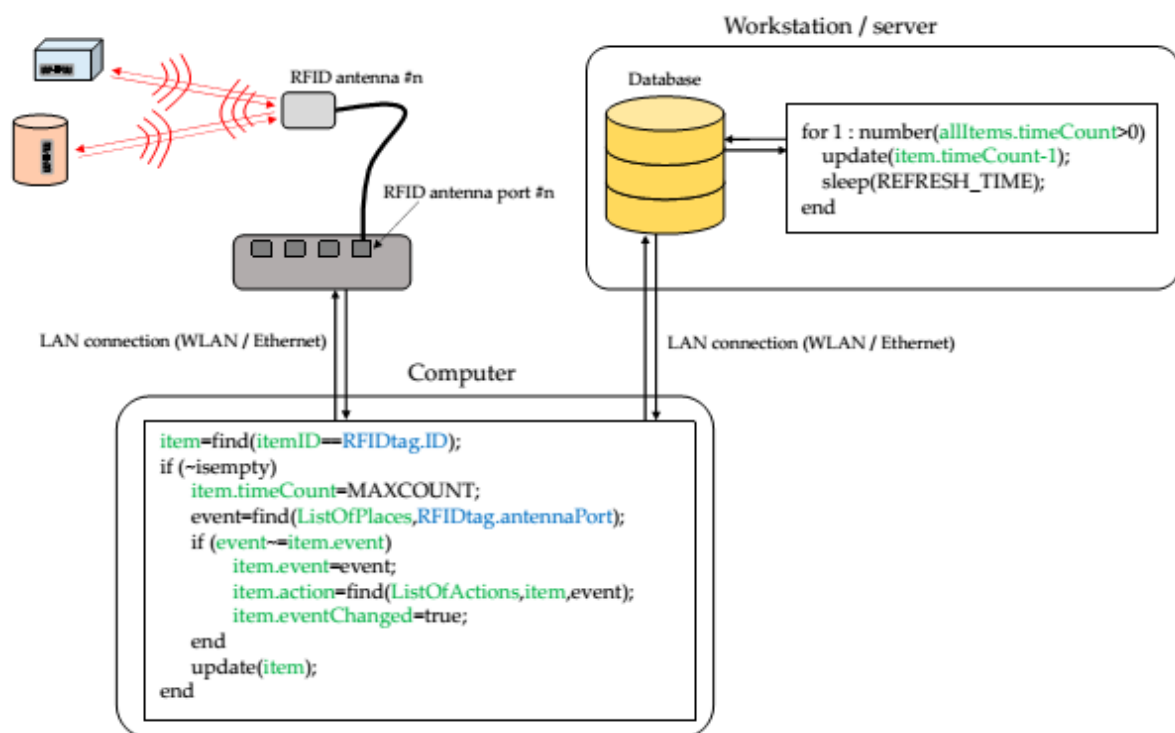 Workstation / server
RFID antenna #n
Database
for 1 : number(allItems.timeCount>0)
update(item.timeCount-1);
sleep(REFRESH_TIME);
end
RFID antenna port #n
LAN connection (WLAN / Ethernet)
LAN connection (WLAN / Ethernet)
Computer
item=find(itemID==RFIDtag.ID);
if (~isempty)
item.timeCount=MAXCOUNT;
event=find(ListOfPlaces,RFIDtag.antennaPort);
if (event~=item.event)
item.event=event;
item.action=find(ListOfActions,item,event);
item.eventChanged=true;
end
update(item);
end